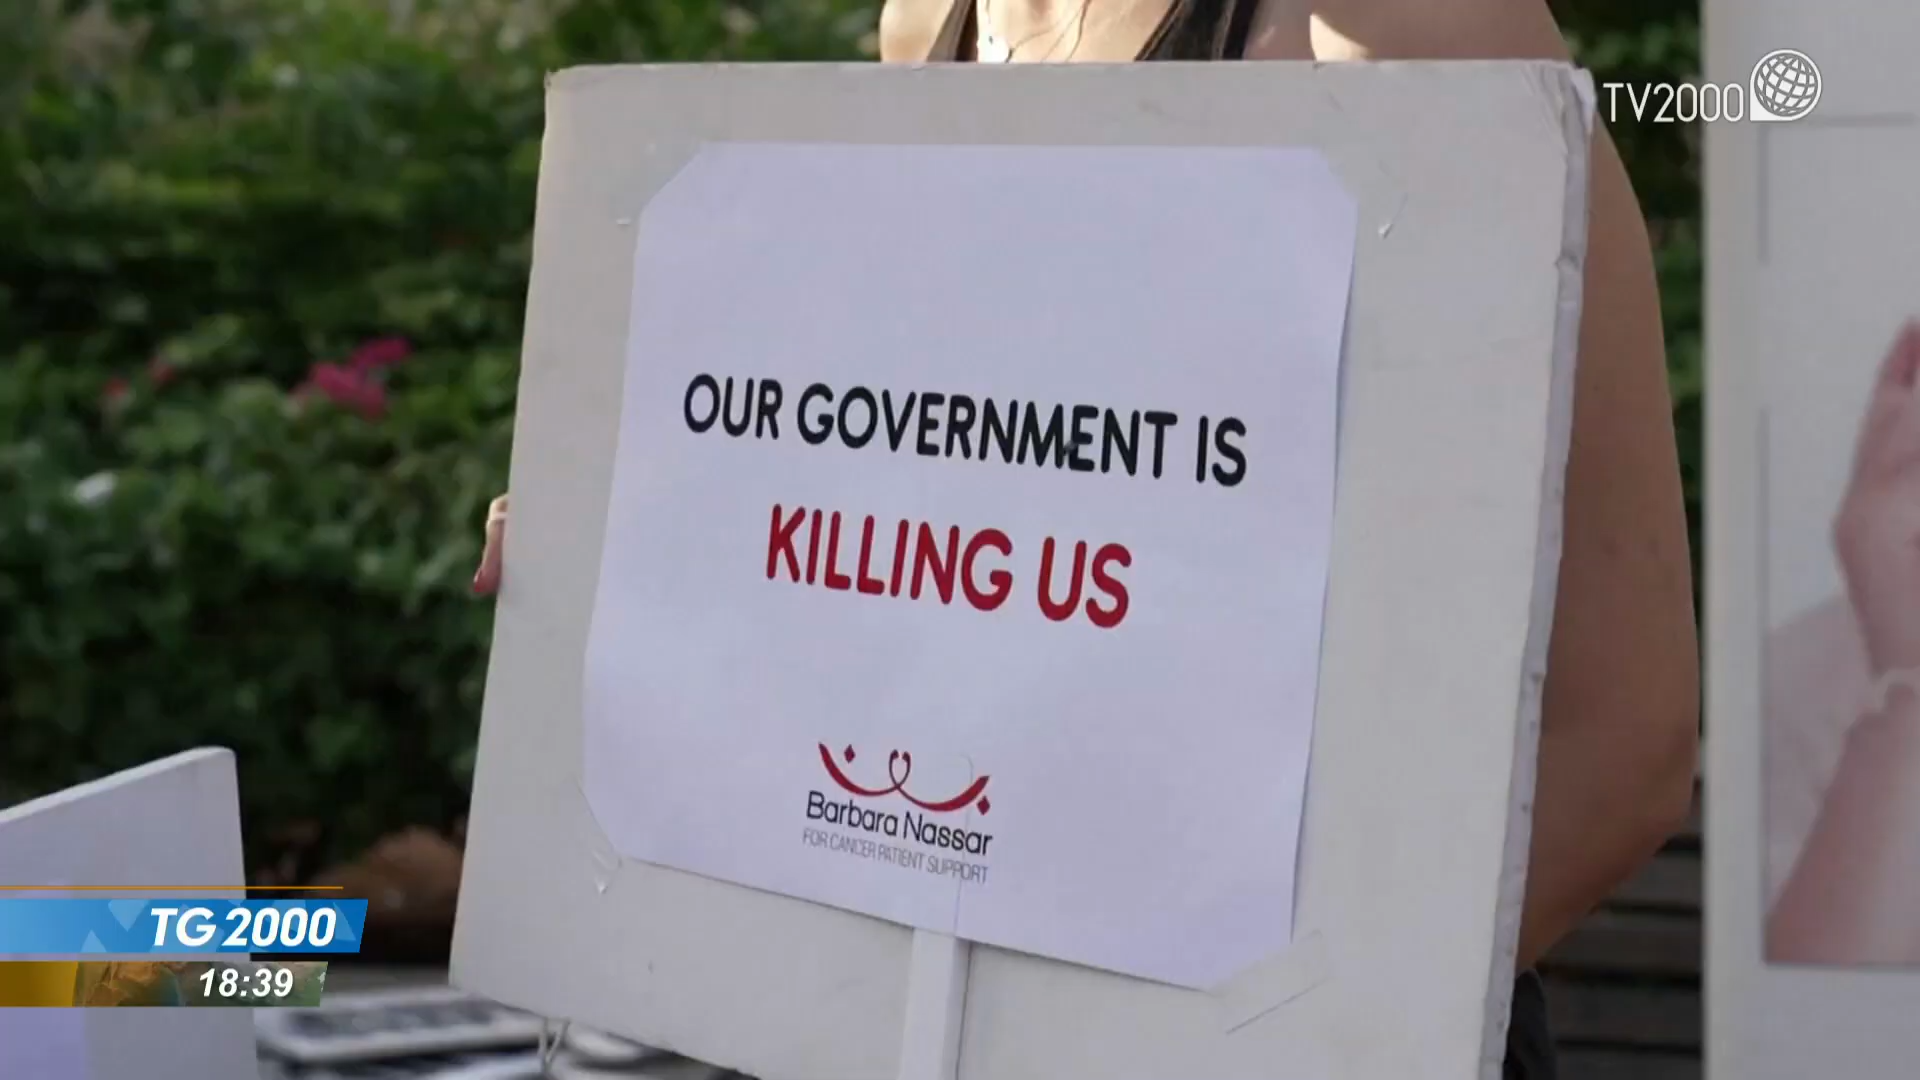 TV2000
OUR GOVERNMENT IS
KILLING US
Barbara Nassar
FOR CANCER PATIENT SUPPORT
TG 2000
18:39